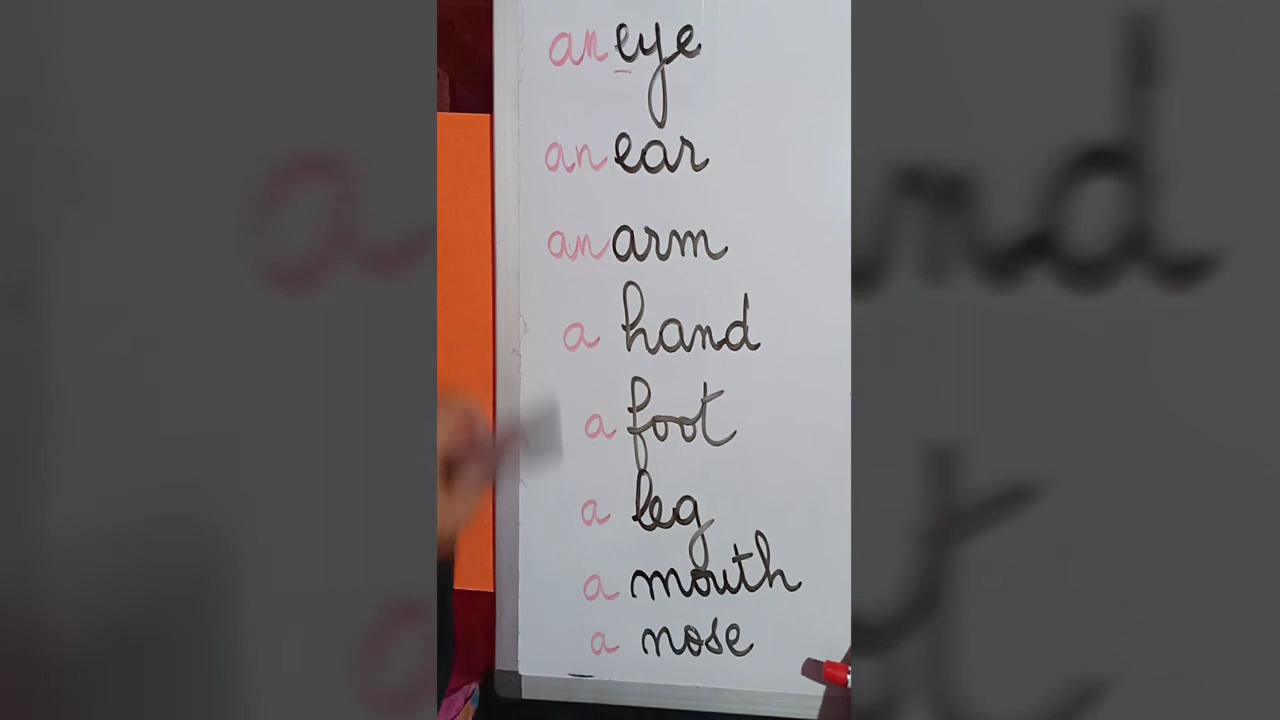 an eye
an ear
an arm
a hand
a foot
a leg
a mouth
a nose